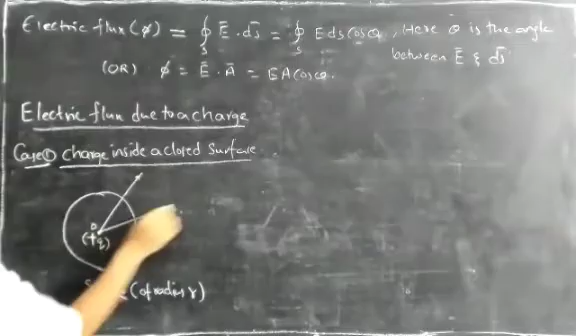 Electric flux(φ) = ∮ Ē . ds̄ = ∮ E ds cos θ , Here θ is the angle
S S between Ē & ds̄
(OR) φ = Ē . Ā = EA cos θ.
Electric flux due to a charge
Case① Charge inside a closed surface
O
(+q)
(of radius r)